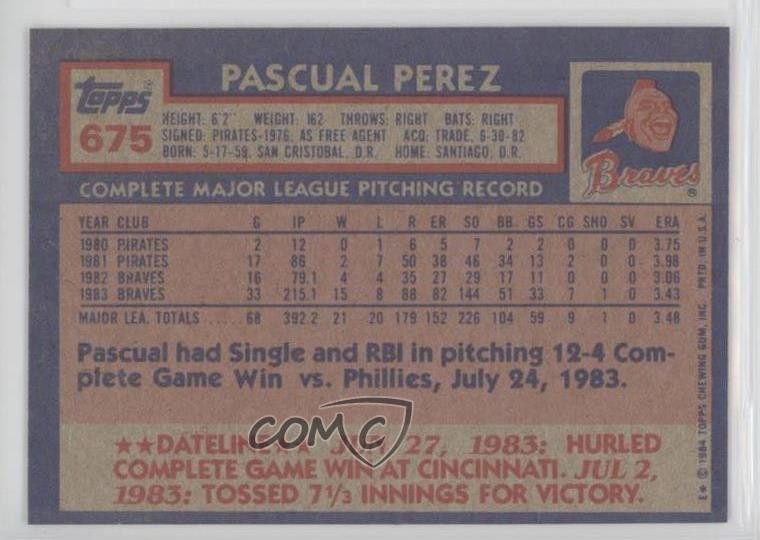 PASCUAL PEREZ
Topps
675
HEIGHT: 6'2" WEIGHT: 162 THROWS: RIGHT BATS: RIGHT
SIGNED: PIRATES-1976, AS FREE AGENT ACQ: TRADE, 6-30-82
BORN: 5-17-59, SAN CRISTOBAL, D.R. HOME: SANTIAGO, D.R.
Braves®
COMPLETE MAJOR LEAGUE PITCHING RECORD
YEAR CLUB G IP W L R ER SO BB GS CG SHO SV ERA
1980 PIRATES 2 12 0 1 6 5 7 2 2 0 0 0 3.75
1981 PIRATES 17 86 2 7 50 38 46 34 13 2 0 0 3.98
1982 BRAVES 16 79.1 4 4 35 27 29 17 11 0 0 0 3.06
1983 BRAVES 33 215.1 15 8 88 82 144 51 33 7 1 0 3.43
MAJOR LEA. TOTALS ..... 68 392.2 21 20 179 152 226 104 59 9 1 0 3.48
Pascual had Single and RBI in pitching 12-4 Com-
plete Game Win vs. Phillies, July 24, 1983.
★★DATELINE★★ 27, 1983: HURLED
COMPLETE GAME WIN AT CINCINNATI. JUL 2,
1983: TOSSED 7 1/3 INNINGS FOR VICTORY.
COMC
E★ © 1984 TOPPS CHEWING GUM, INC. PRTD. IN U.S.A.